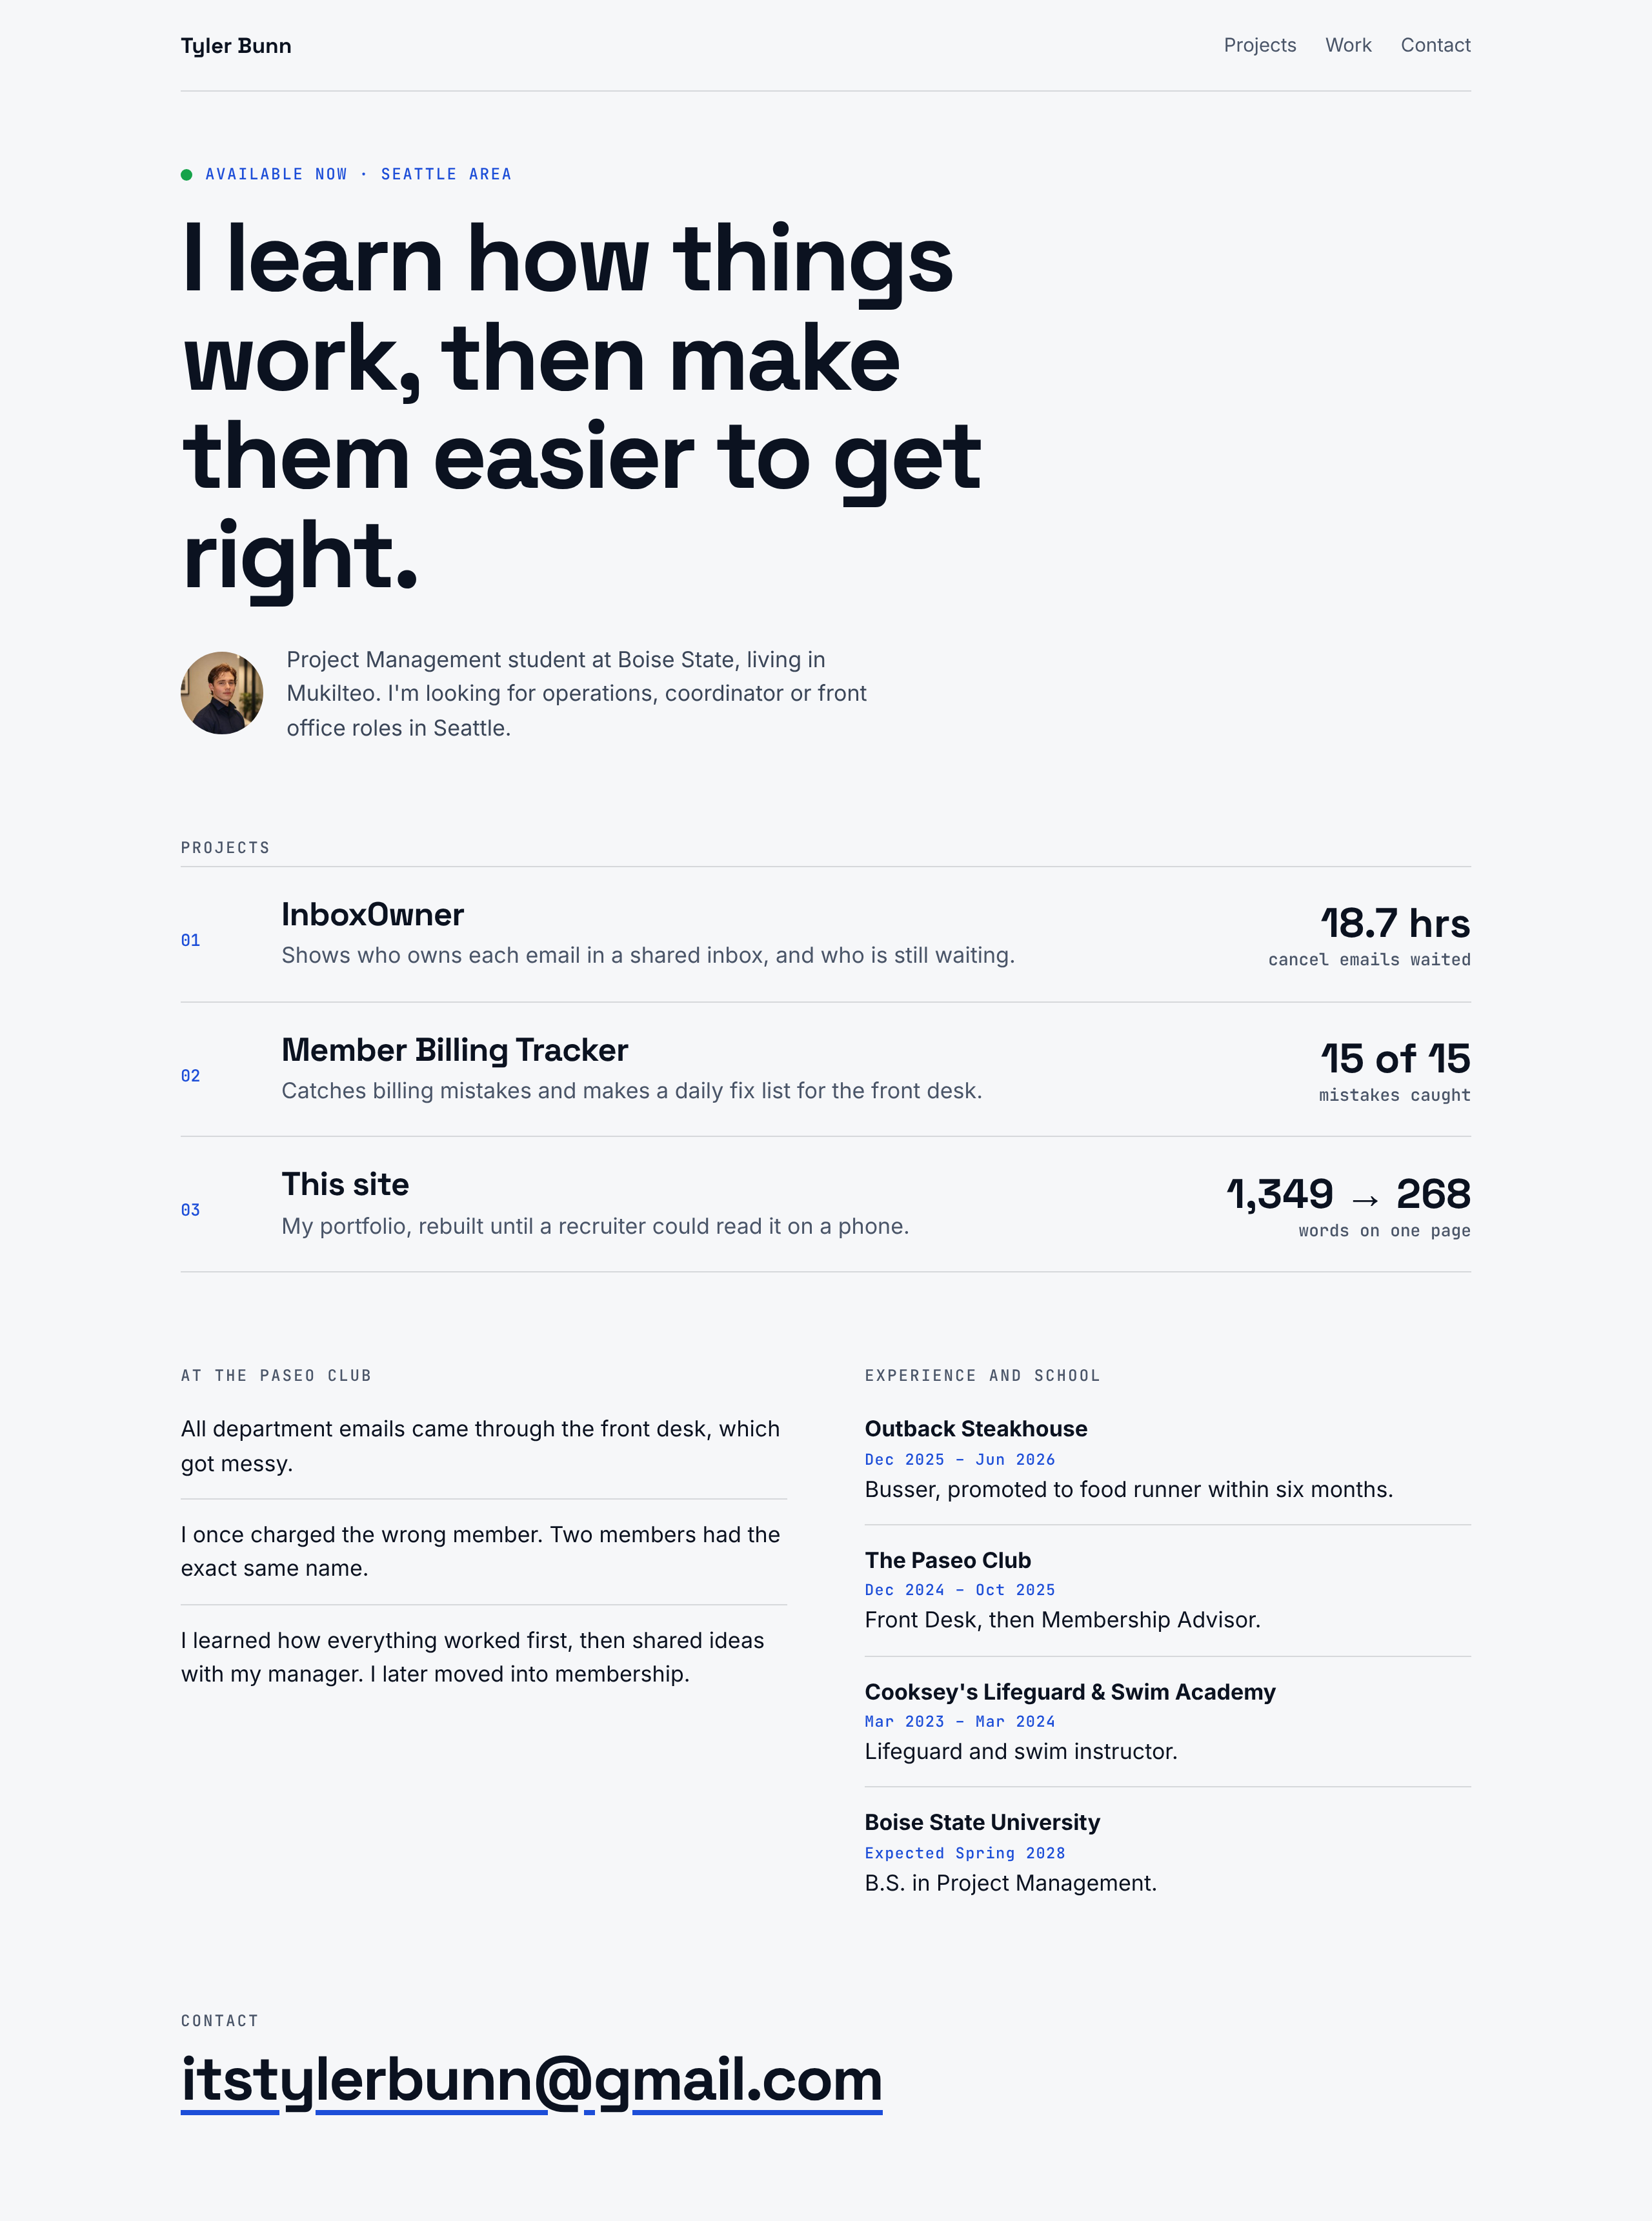 Tyler Bunn
Projects Work Contact
AVAILABLE NOW · SEATTLE AREA
I learn how things
work, then make
them easier to get
right.
Project Management student at Boise State, living in
Mukilteo. I'm looking for operations, coordinator or front
office roles in Seattle.
PROJECTS
01
InboxOwner
Shows who owns each email in a shared inbox, and who is still waiting.
18.7 hrs
cancel emails waited
02
Member Billing Tracker
Catches billing mistakes and makes a daily fix list for the front desk.
15 of 15
mistakes caught
03
This site
My portfolio, rebuilt until a recruiter could read it on a phone.
1,349 → 268
words on one page
AT THE PASEO CLUB
All department emails came through the front desk, which
got messy.
I once charged the wrong member. Two members had the
exact same name.
I learned how everything worked first, then shared ideas
with my manager. I later moved into membership.
EXPERIENCE AND SCHOOL
Outback Steakhouse
Dec 2025 – Jun 2026
Busser, promoted to food runner within six months.
The Paseo Club
Dec 2024 – Oct 2025
Front Desk, then Membership Advisor.
Cooksey's Lifeguard & Swim Academy
Mar 2023 – Mar 2024
Lifeguard and swim instructor.
Boise State University
Expected Spring 2028
B.S. in Project Management.
CONTACT
itstylerbunn@gmail.com